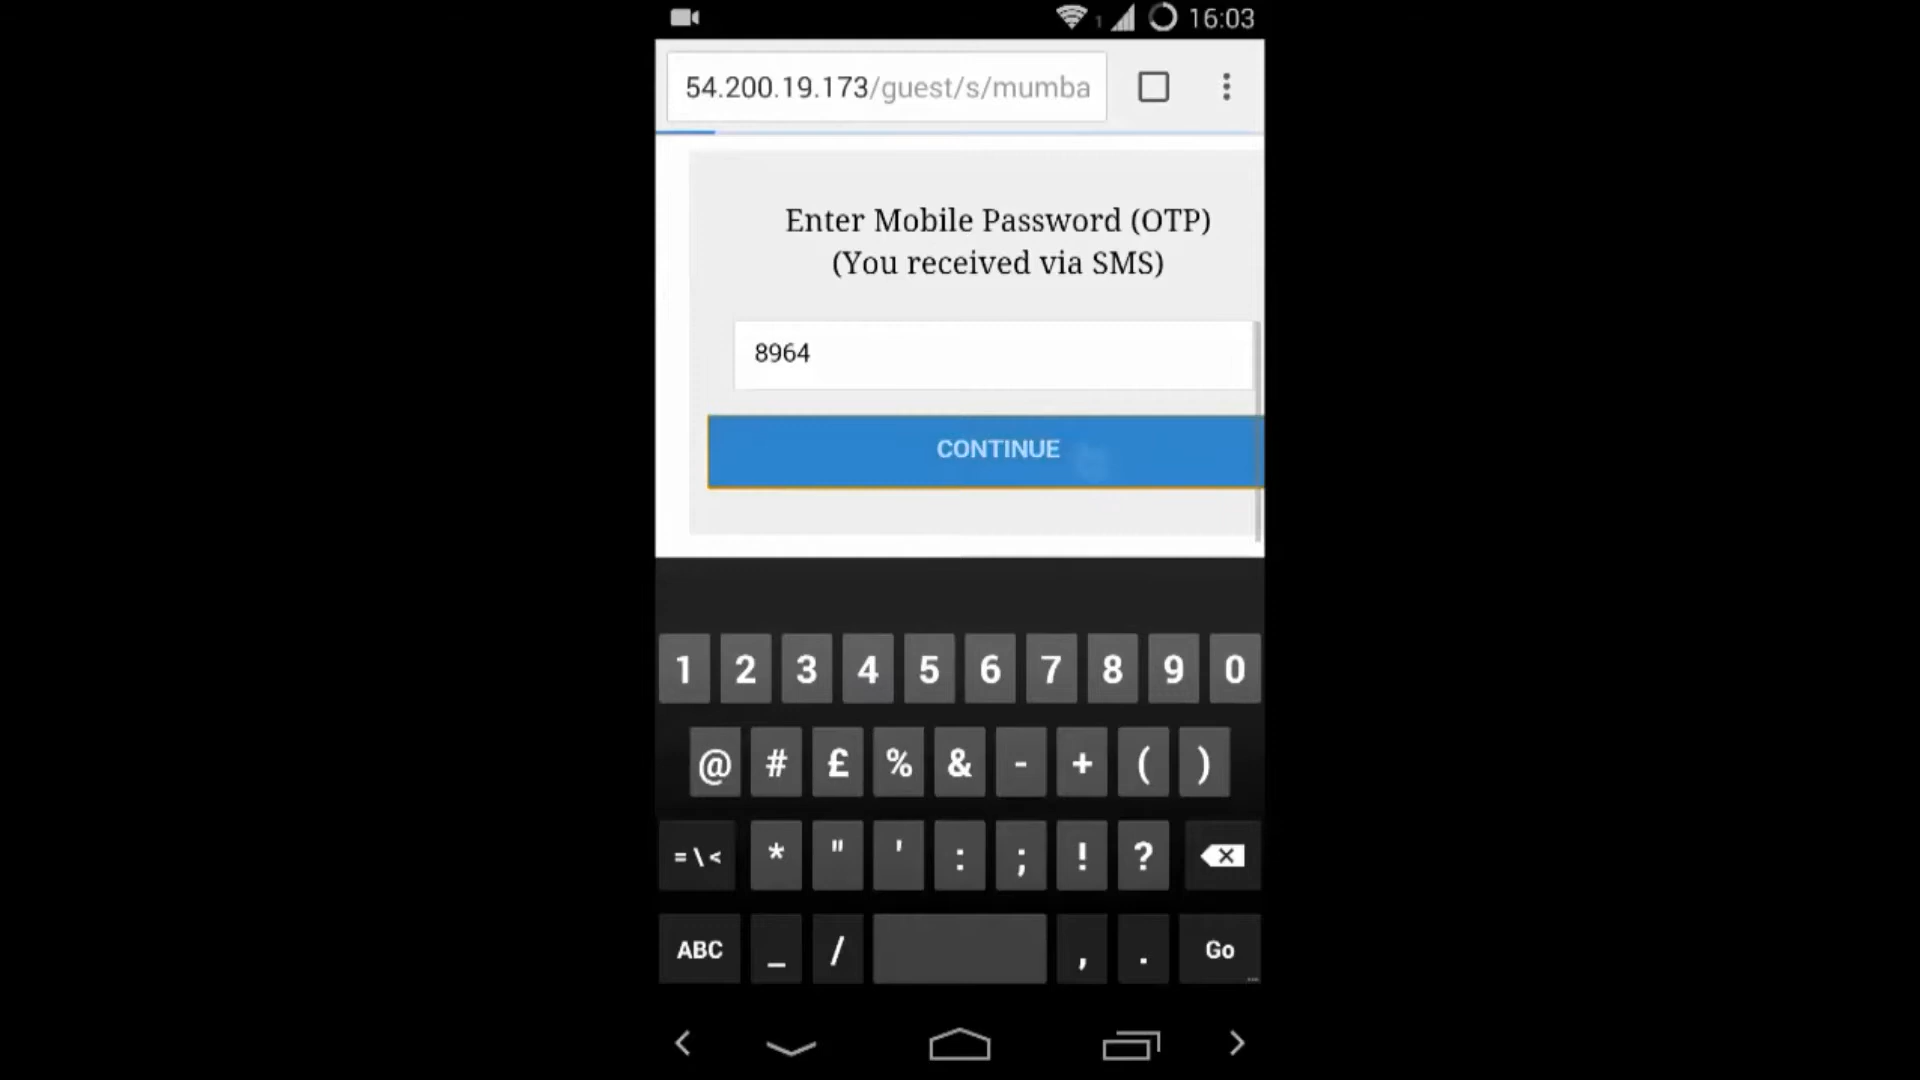 1 16:03
54.200.19.173/guest/s/mumba
Enter Mobile Password (OTP)
(You received via SMS)
8964
CONTINUE
1 2 3 4 5 6 7 8 9 0
@ # £ % & - + ( )
= \ < * " ' : ; ! ?
ABC _ / , . Go